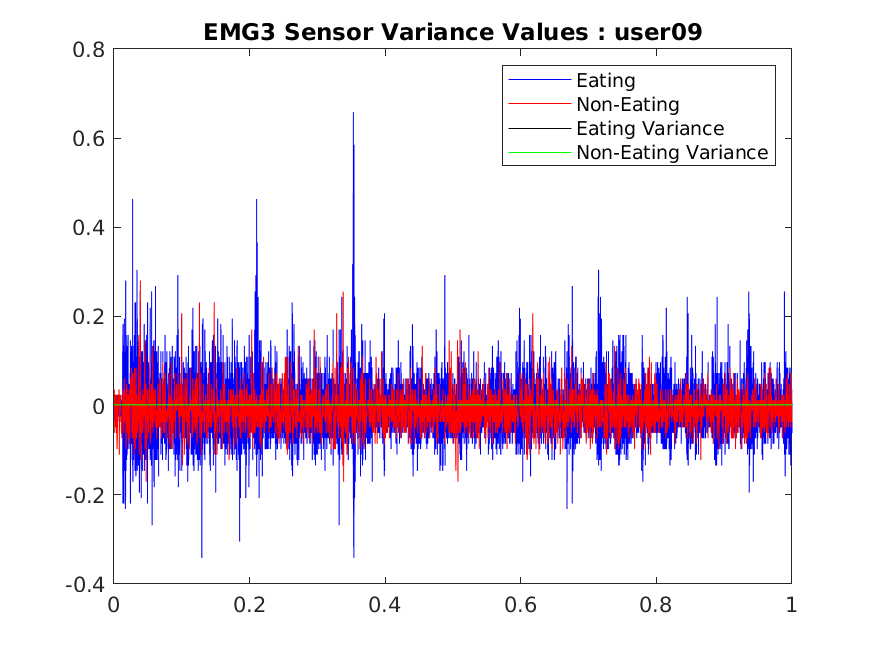 EMG3 Sensor Variance Values : user09
0.8
0.6
0.4
0.2
0
-0.2
-0.4
Eating
Non-Eating
Eating Variance
Non-Eating Variance
0 0.2 0.4 0.6 0.8 1